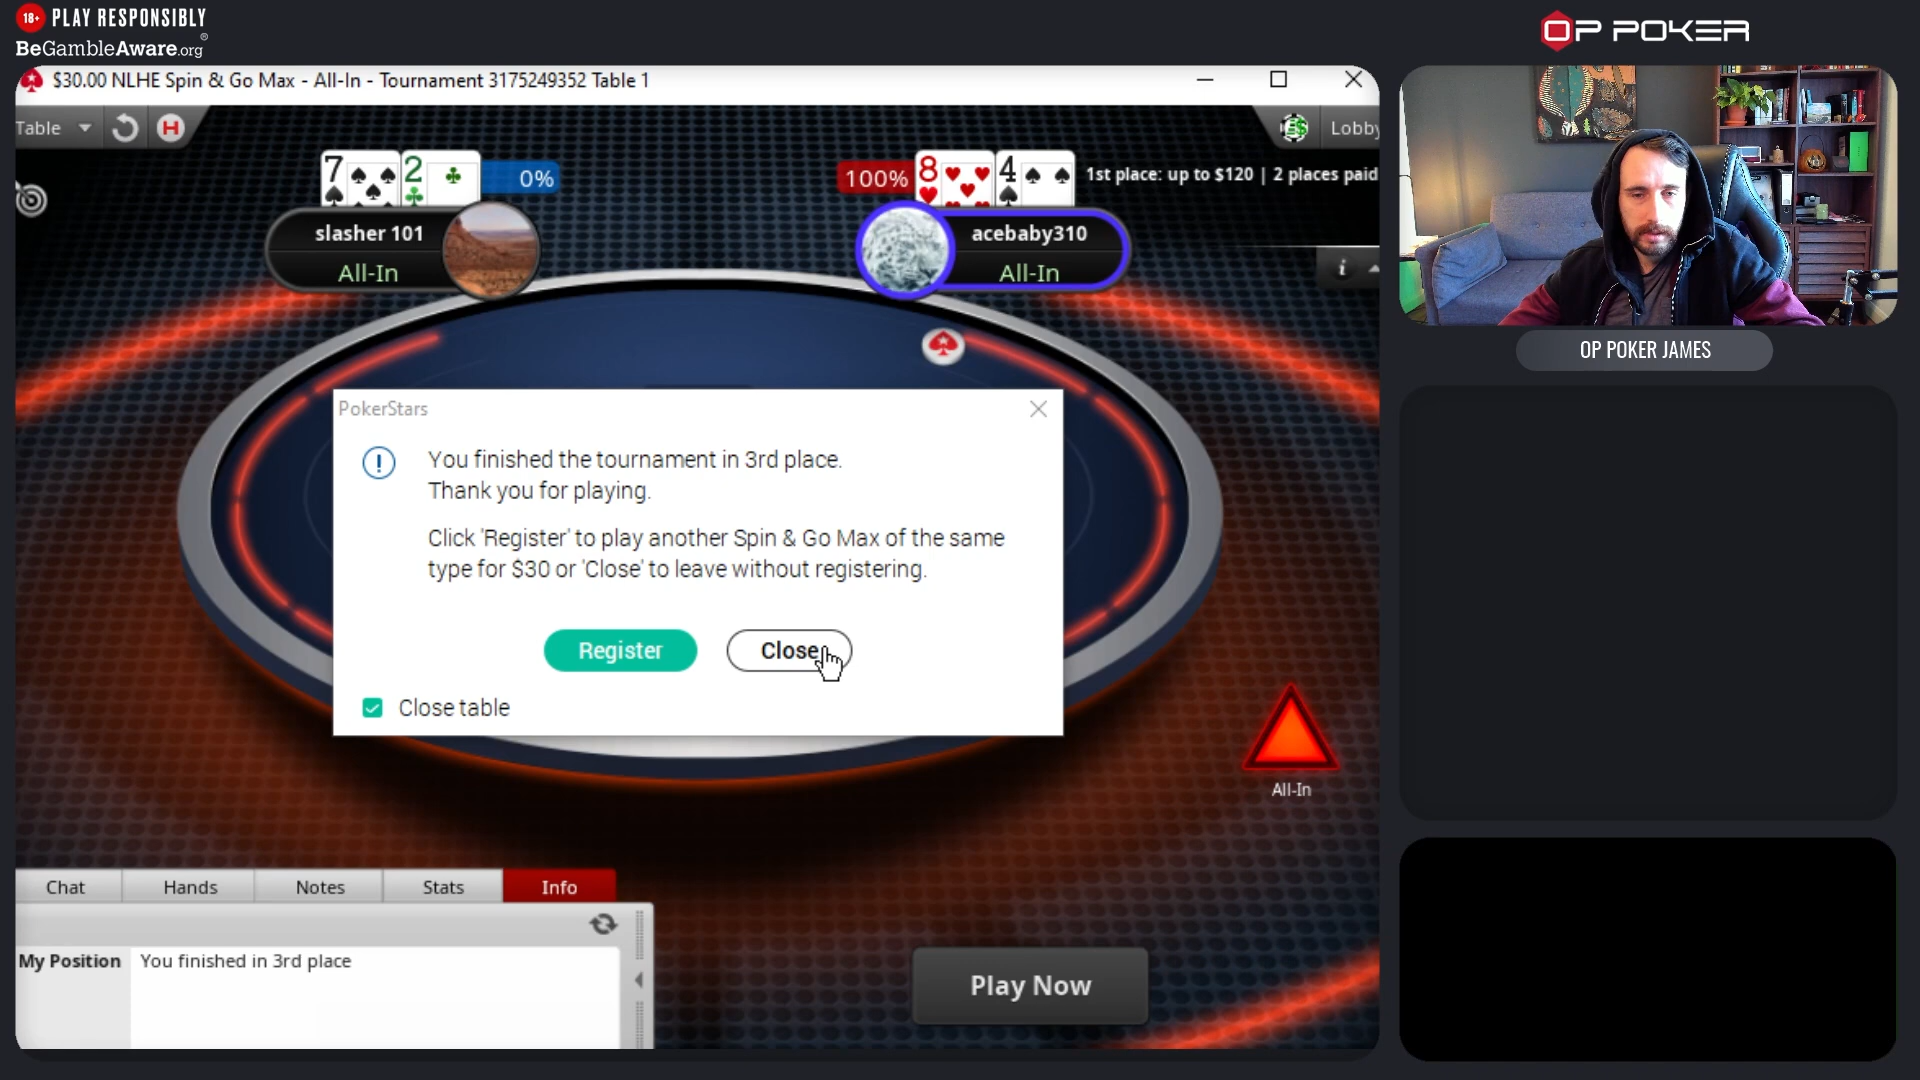 18+ PLAY RESPONSIBLY
BeGambleAware.org®
OP POKER
$30.00 NLHE Spin & Go Max - All-In - Tournament 3175249352 Table 1
Table
H
Lobby
7 2 0%
100% 8 4
1st place: up to $120 | 2 places paid
slasher 101
All-In
acebaby310
All-In
i
OP POKER JAMES
PokerStars
You finished the tournament in 3rd place.
Thank you for playing.
Click 'Register' to play another Spin & Go Max of the same
type for $30 or 'Close' to leave without registering.
Register
Close
Close table
All-In
Chat
Hands
Notes
Stats
Info
My Position
You finished in 3rd place
Play Now